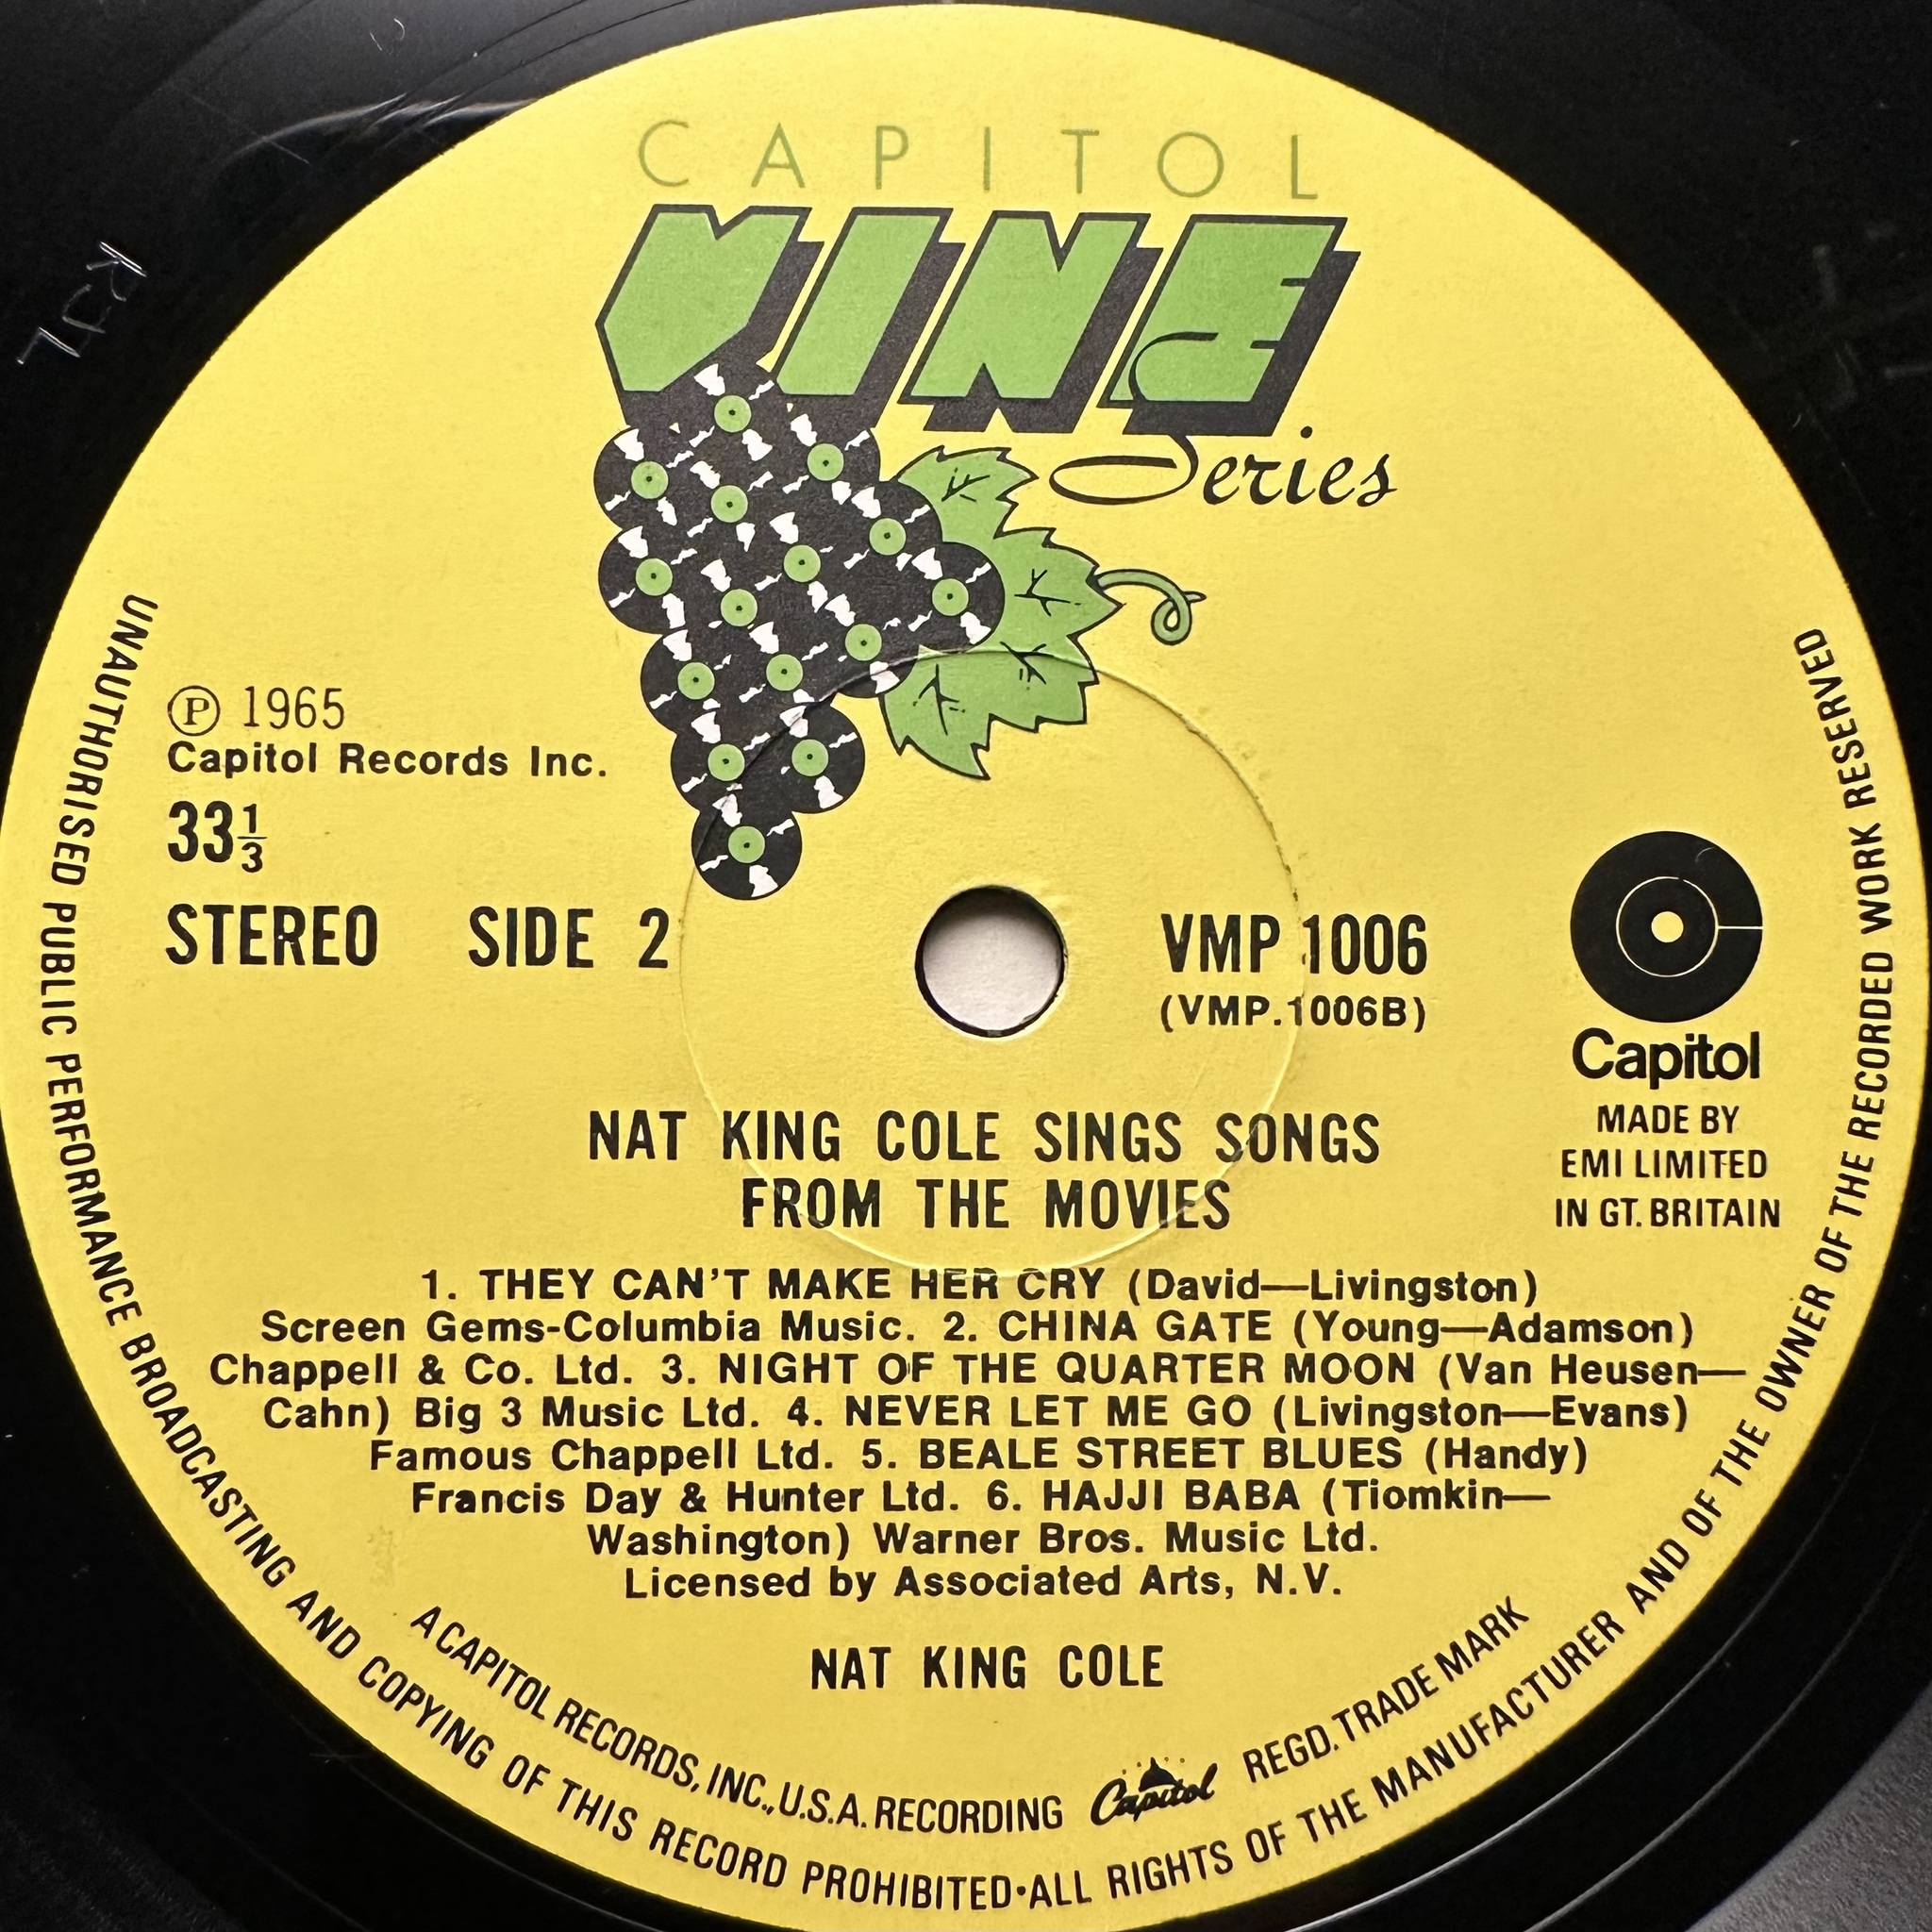 CAPITOL
VINE
Series
℗ 1965
Capitol Records Inc.
33⅓
STEREO SIDE 2
VMP 1006
(VMP.1006B)
Capitol
MADE BY
EMI LIMITED
IN GT. BRITAIN
NAT KING COLE SINGS SONGS
FROM THE MOVIES
1. THEY CAN'T MAKE HER CRY (David—Livingston)
Screen Gems-Columbia Music. 2. CHINA GATE (Young—Adamson)
Chappell & Co. Ltd. 3. NIGHT OF THE QUARTER MOON (Van Heusen—
Cahn) Big 3 Music Ltd. 4. NEVER LET ME GO (Livingston—Evans)
Famous Chappell Ltd. 5. BEALE STREET BLUES (Handy)
Francis Day & Hunter Ltd. 6. HAJJI BABA (Tiomkin—
Washington) Warner Bros. Music Ltd.
Licensed by Associated Arts, N.V.
NAT KING COLE
A CAPITOL RECORDS, INC., U.S.A. RECORDING Capitol REGD. TRADE MARK
UNAUTHORISED PUBLIC PERFORMANCE BROADCASTING AND COPYING OF THIS RECORD PROHIBITED·ALL RIGHTS OF THE MANUFACTURER AND OF THE OWNER OF THE RECORDED WORK RESERVED